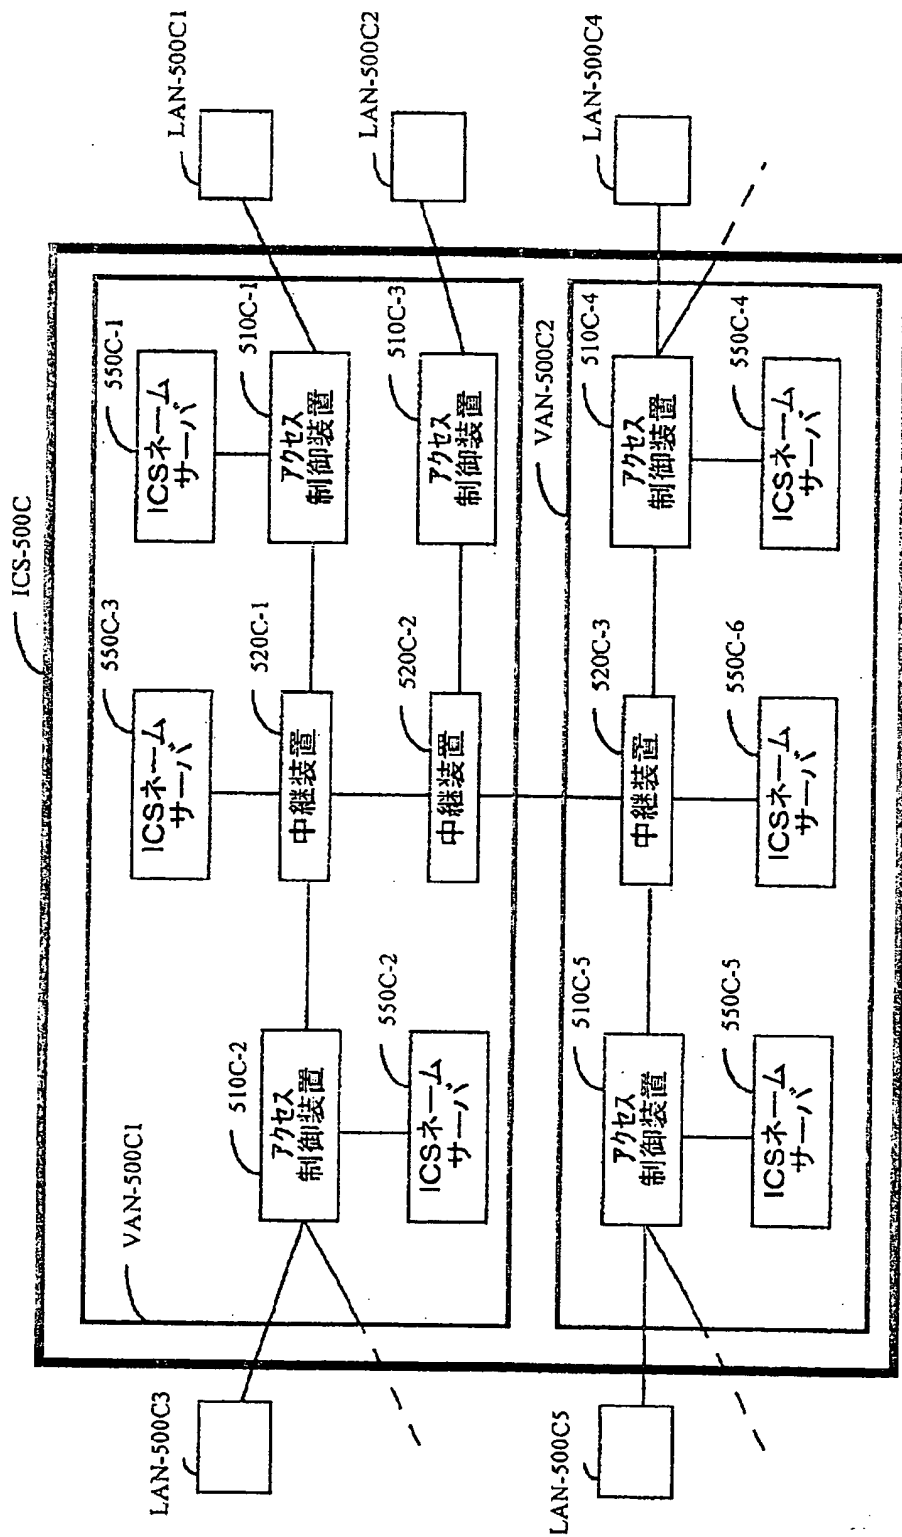 ICS-500C
VAN-500C1
LAN-500C3
510C-2
アクセス
制御装置
550C-2
ICSネーム
サーバ
550C-3
ICSネーム
サーバ
520C-1
中継装置
520C-2
中継装置
550C-1
ICSネーム
サーバ
510C-1
アクセス
制御装置
510C-3
アクセス
制御装置
LAN-500C1
LAN-500C2
VAN-500C2
LAN-500C5
510C-5
アクセス
制御装置
550C-5
ICSネーム
サーバ
520C-3
中継装置
550C-6
ICSネーム
サーバ
510C-4
アクセス
制御装置
550C-4
ICSネーム
サーバ
LAN-500C4